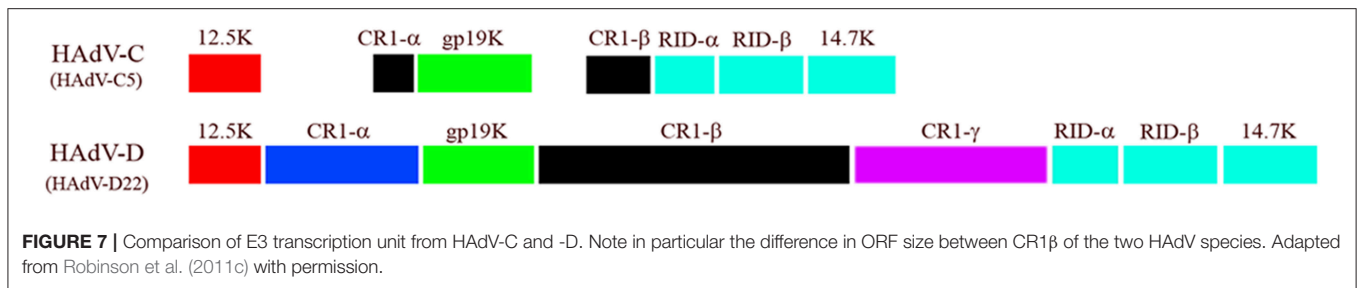 12.5K CR1-α gp19K CR1-β RID-α RID-β 14.7K
HAdV-C
(HAdV-C5)
12.5K CR1-α gp19K CR1-β CR1-γ RID-α RID-β 14.7K
HAdV-D
(HAdV-D22)
FIGURE 7 | Comparison of E3 transcription unit from HAdV-C and -D. Note in particular the difference in ORF size between CR1β of the two HAdV species. Adapted
from Robinson et al. (2011c) with permission.